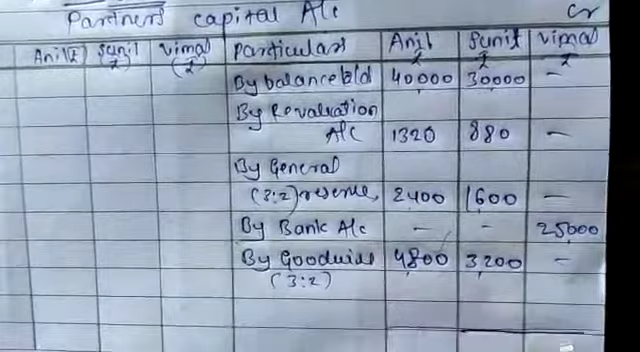 Partners capital A/c
Cr
Anil(₹) Sunil ₹) Vimal (₹) Particulars Anil ₹ Sunil ₹ Vimal ₹
By balance b/d 40000 30000 -
By Revaluation
A/c 1320 880 -
By General
(3:2) reserve, 2400 1600 -
By Bank A/c - - 25000
By Goodwill 4800 3200 -
(3:2)